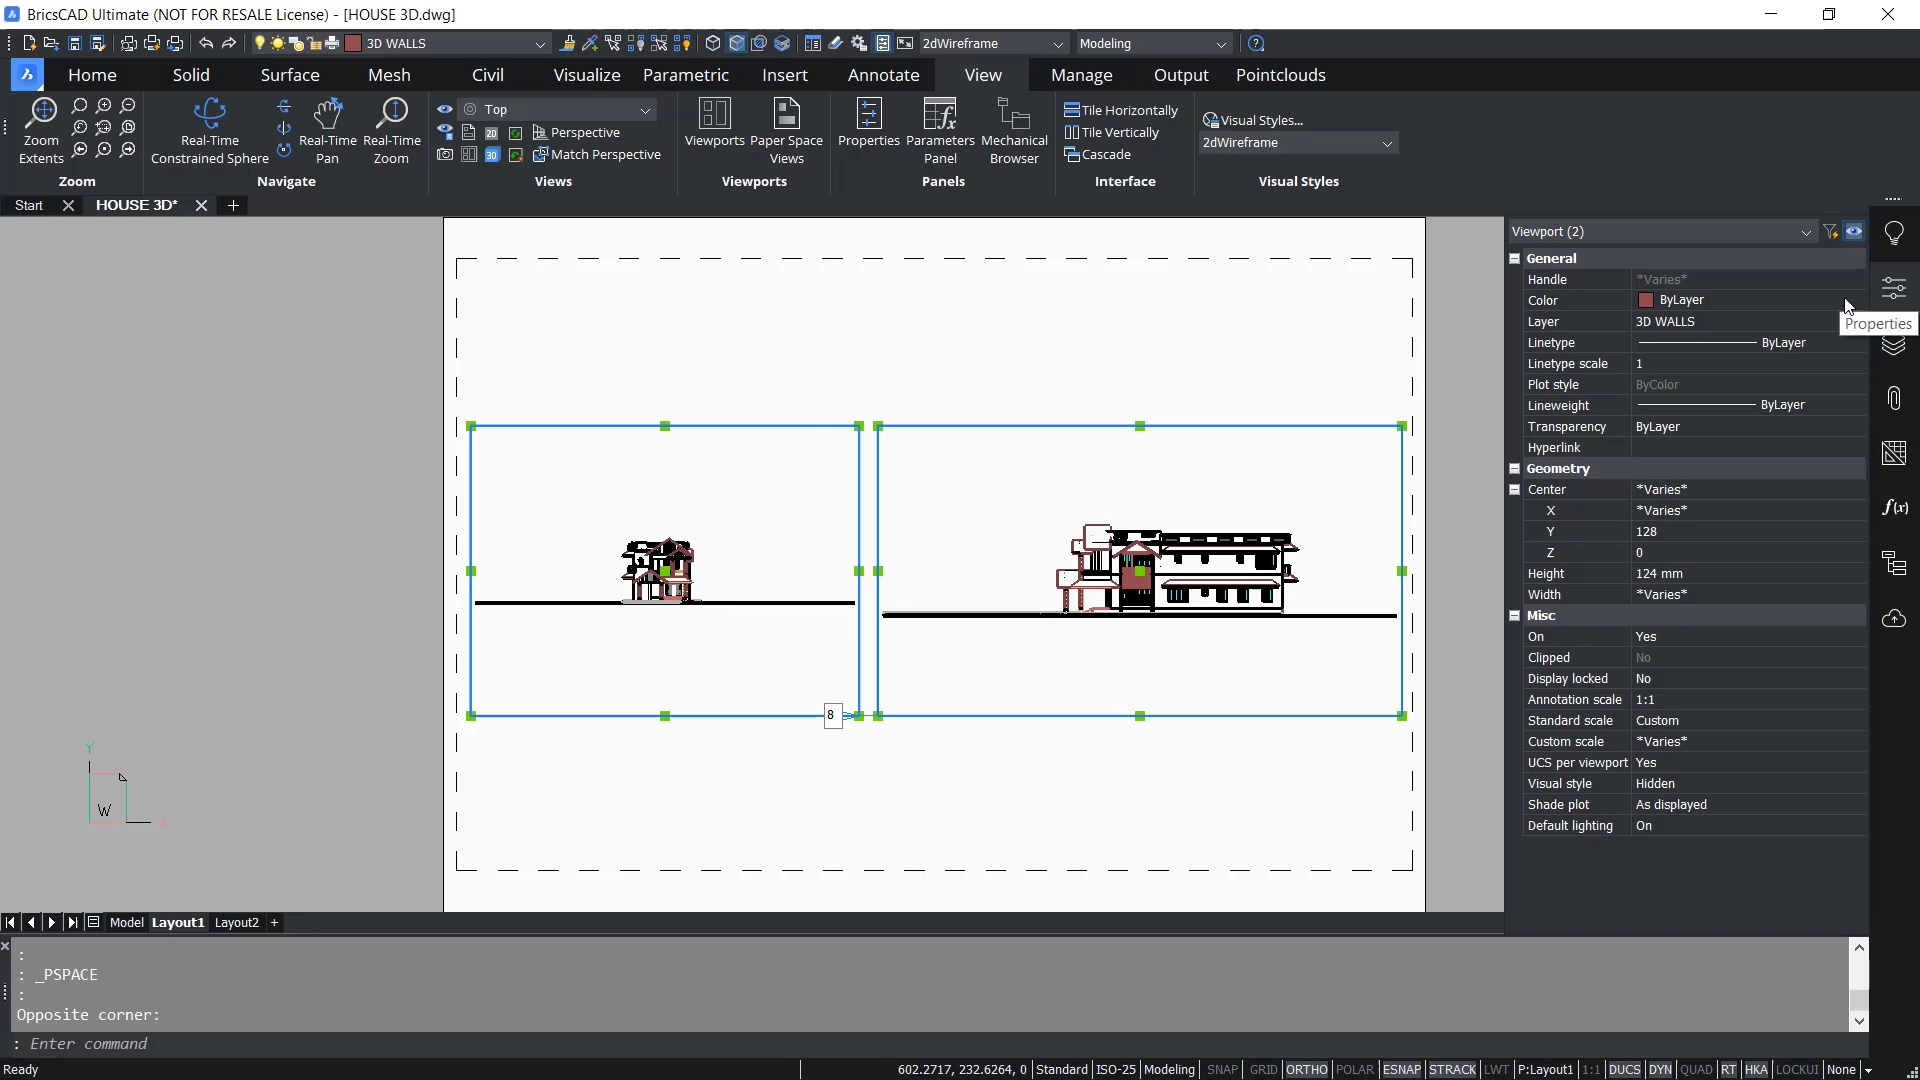 BricsCAD Ultimate (NOT FOR RESALE License) - [HOUSE 3D.dwg]
3D WALLS
2dWireframe
Modeling
Home
Solid
Surface
Mesh
Civil
Visualize
Parametric
Insert
Annotate
View
Manage
Output
Pointclouds
Zoom
Extents
Real-Time
Constrained Sphere
Real-Time
Pan
Real-Time
Zoom
Top
2D
Perspective
3D
Match Perspective
Viewports
Paper Space
Views
Properties
Parameters
Panel
Mechanical
Browser
Tile Horizontally
Tile Vertically
Cascade
Visual Styles...
2dWireframe
Zoom
Navigate
Views
Viewports
Panels
Interface
Visual Styles
Start
HOUSE 3D*
Viewport (2)
General
Handle *Varies*
Color ByLayer
Layer 3D WALLS
Properties
Linetype ByLayer
Linetype scale 1
Plot style ByColor
Lineweight ByLayer
Transparency ByLayer
Hyperlink
Geometry
Center *Varies*
X *Varies*
Y 128
Z 0
Height 124 mm
Width *Varies*
Misc
On Yes
Clipped No
Display locked No
Annotation scale 1:1
Standard scale Custom
Custom scale *Varies*
UCS per viewport Yes
Visual style Hidden
Shade plot As displayed
Default lighting On
f(x)
8
Y
W
X
Model
Layout1
Layout2
+
:
: _PSPACE
:
Opposite corner:
: Enter command
Ready
602.2717, 232.6264, 0
Standard
ISO-25
Modeling
SNAP
GRID
ORTHO
POLAR
ESNAP
STRACK
LWT
P:Layout1
1:1
DUCS
DYN
QUAD
RT
HKA
LOCKUI
None